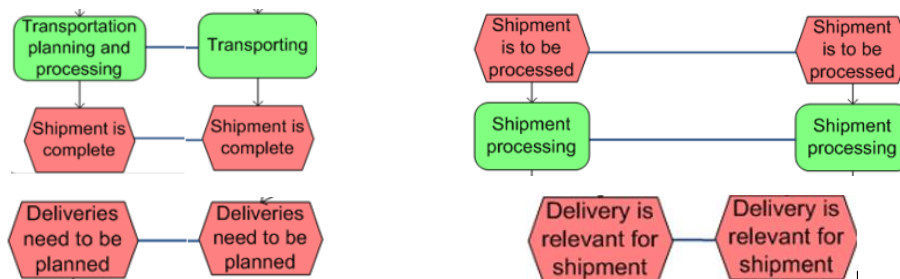 Transportation
planning and
processing
Transporting
Shipment is
complete
Shipment is
complete
Shipment
is to be
processed
Shipment
is to be
processed
Shipment
processing
Shipment
processing
Deliveries
need to be
planned
Deliveries
need to be
planned
Delivery is
relevant for
shipment
Delivery is
relevant for
shipment